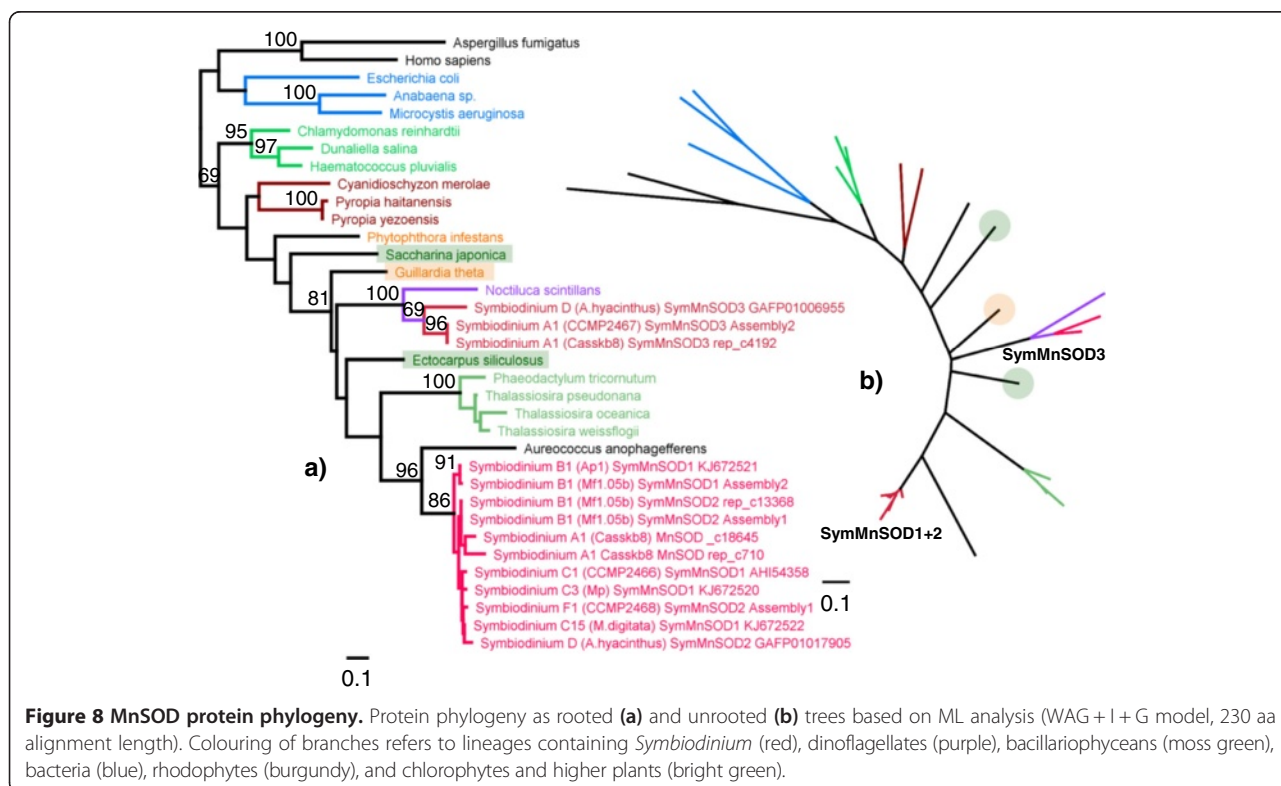 100
Aspergillus fumigatus
Homo sapiens
Escherichia coli
100
Anabaena sp.
Microcystis aeruginosa
95
Chlamydomonas reinhardtii
97
Dunaliella salina
69
Haematococcus pluvialis
Cyanidioschyzon merolae
100
Pyropia haitanensis
Pyropia yezoensis
Phytophthora infestans
Saccharina japonica
Guillardia theta
81
100
Noctiluca scintillans
69
Symbiodinium D (A.hyacinthus) SymMnSOD3 GAFP01006955
96
Symbiodinium A1 (CCMP2467) SymMnSOD3 Assembly2
Symbiodinium A1 (Casskb8) SymMnSOD3 rep_c4192
Ectocarpus siliculosus
100
Phaeodactylum tricornutum
Thalassiosira pseudonana
Thalassiosira oceanica
Thalassiosira weissflogii
Aureococcus anophagefferens
a)
96
91
Symbiodinium B1 (Ap1) SymMnSOD1 KJ672521
Symbiodinium B1 (Mf1.05b) SymMnSOD1 Assembly2
86
Symbiodinium B1 (Mf1.05b) SymMnSOD2 rep_c13368
Symbiodinium B1 (Mf1.05b) SymMnSOD2 Assembly1
Symbiodinium A1 (Casskb8) MnSOD _c18645
Symbiodinium A1 Casskb8 MnSOD rep_c710
Symbiodinium C1 (CCMP2466) SymMnSOD1 AHI54358
Symbiodinium C3 (Mp) SymMnSOD1 KJ672520
Symbiodinium F1 (CCMP2468) SymMnSOD2 Assembly1
Symbiodinium C15 (M.digitata) SymMnSOD1 KJ672522
Symbiodinium D (A.hyacinthus) SymMnSOD2 GAFP01017905
0.1
b)
SymMnSOD3
SymMnSOD1+2
0.1
Figure 8 MnSOD protein phylogeny. Protein phylogeny as rooted (a) and unrooted (b) trees based on ML analysis (WAG + I + G model, 230 aa
alignment length). Colouring of branches refers to lineages containing Symbiodinium (red), dinoflagellates (purple), bacillariophyceans (moss green),
bacteria (blue), rhodophytes (burgundy), and chlorophytes and higher plants (bright green).